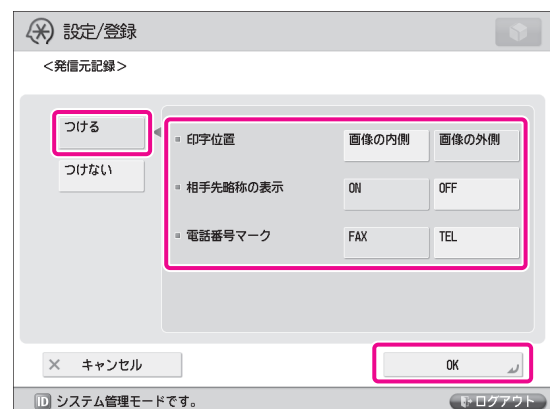 設定/登録
<発信元記録>
つける
つけない
印字位置 画像の内側 画像の外側
相手先略称の表示 ON OFF
電話番号マーク FAX TEL
キャンセル OK
ID システム管理モードです。 ログアウト